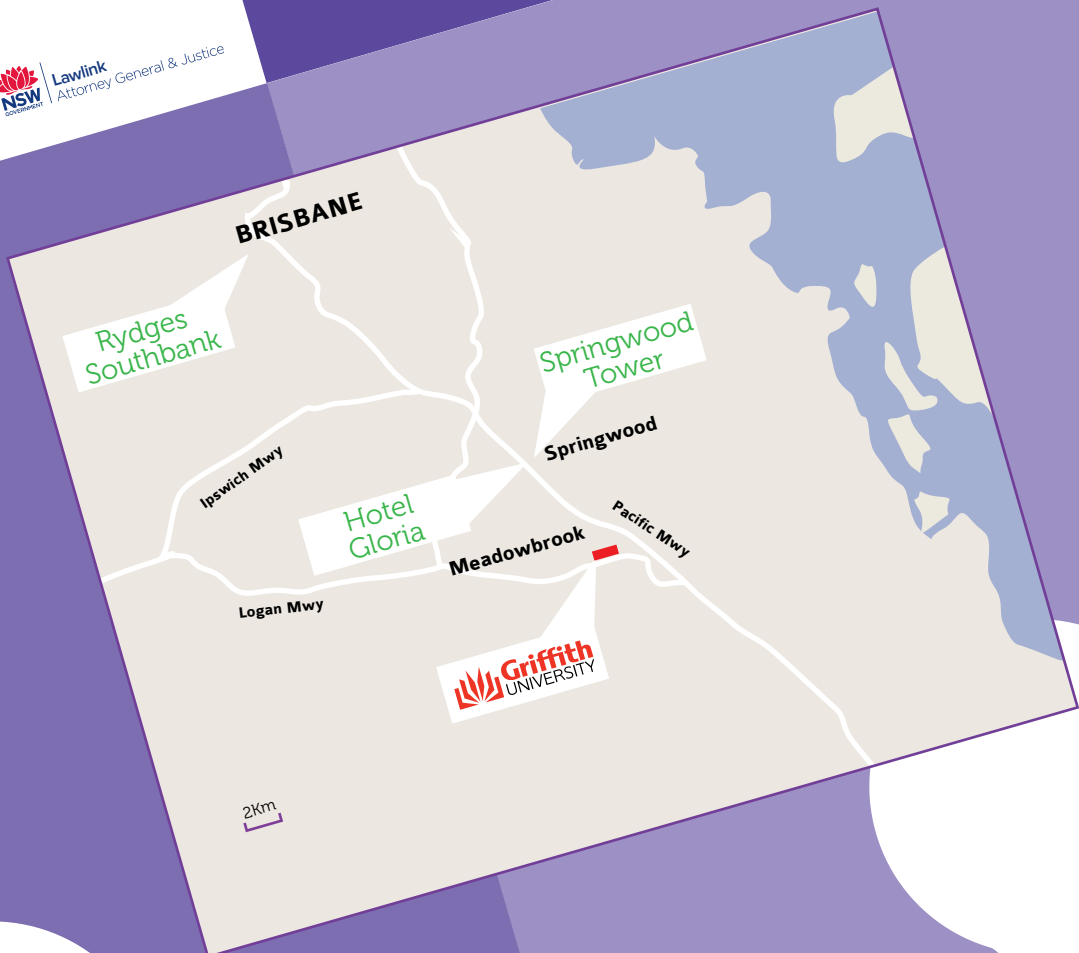 NSW
GOVERNMENT
Lawlink
Attorney General & Justice
BRISBANE
Rydges
Southbank
Springwood
Tower
Springwood
Ipswich Mwy
Hotel
Gloria
Pacific Mwy
Meadowbrook
Logan Mwy
Griffith
UNIVERSITY
2Km